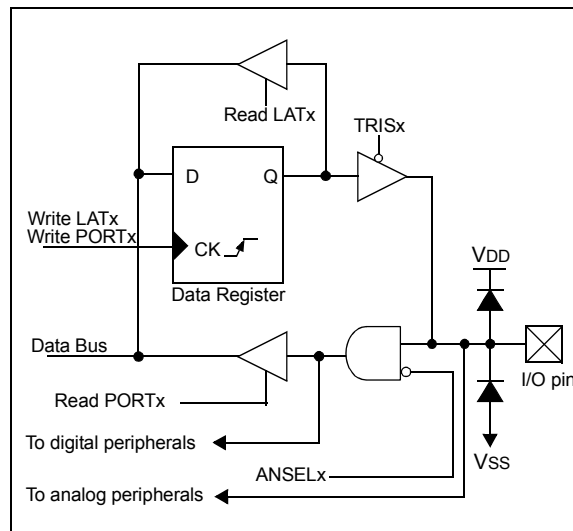 Read LATx
TRISx
D Q
Write LATx
Write PORTx
CK
Data Register
VDD
Data Bus
I/O pin
Read PORTx
To digital peripherals
VSS
ANSELx
To analog peripherals